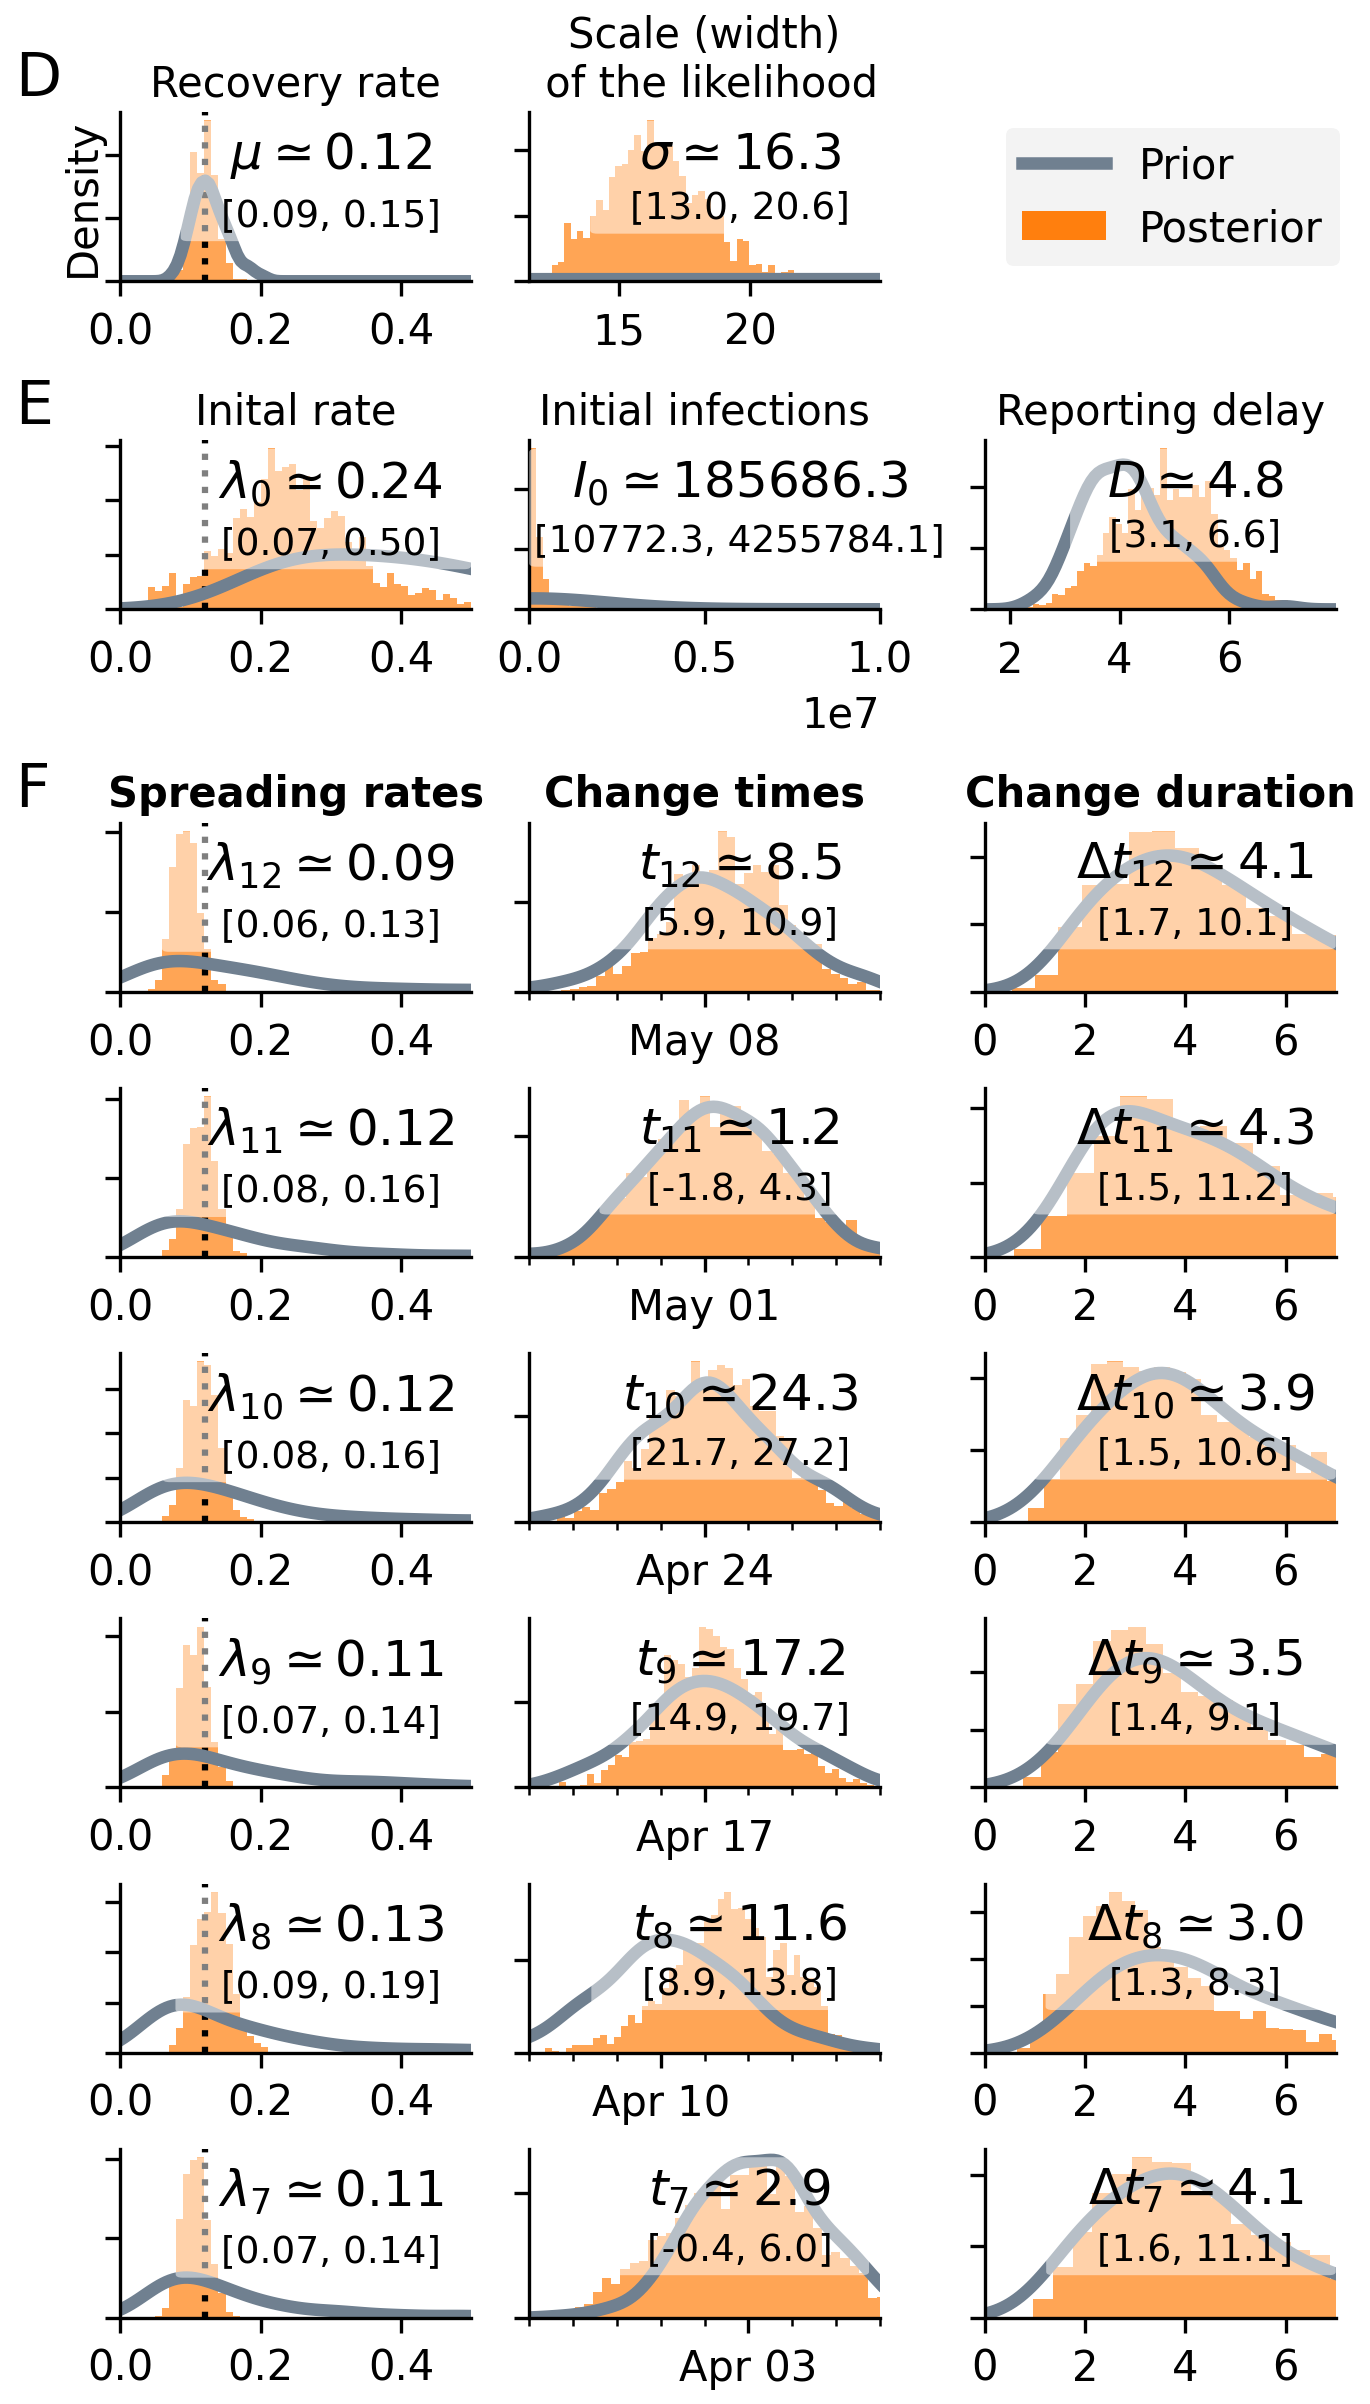 D
Recovery rate
Scale (width)
of the likelihood
Density
μ ≃ 0.12
[0.09, 0.15]
σ ≃ 16.3
[13.0, 20.6]
Prior
Posterior
0.0 0.2 0.4
15 20
E
Inital rate
Initial infections
Reporting delay
λ0 ≃ 0.24
[0.07, 0.50]
I0 ≃ 185686.3
[10772.3, 4255784.1]
D ≃ 4.8
[3.1, 6.6]
0.0 0.2 0.4
0.0 0.5 1.0
1e7
2 4 6
F
Spreading rates
Change times
Change duration
λ12 ≃ 0.09
[0.06, 0.13]
t12 ≃ 8.5
[5.9, 10.9]
Δt12 ≃ 4.1
[1.7, 10.1]
0.0 0.2 0.4
May 08
0 2 4 6
λ11 ≃ 0.12
[0.08, 0.16]
t11 ≃ 1.2
[-1.8, 4.3]
Δt11 ≃ 4.3
[1.5, 11.2]
0.0 0.2 0.4
May 01
0 2 4 6
λ10 ≃ 0.12
[0.08, 0.16]
t10 ≃ 24.3
[21.7, 27.2]
Δt10 ≃ 3.9
[1.5, 10.6]
0.0 0.2 0.4
Apr 24
0 2 4 6
λ9 ≃ 0.11
[0.07, 0.14]
t9 ≃ 17.2
[14.9, 19.7]
Δt9 ≃ 3.5
[1.4, 9.1]
0.0 0.2 0.4
Apr 17
0 2 4 6
λ8 ≃ 0.13
[0.09, 0.19]
t8 ≃ 11.6
[8.9, 13.8]
Δt8 ≃ 3.0
[1.3, 8.3]
0.0 0.2 0.4
Apr 10
0 2 4 6
λ7 ≃ 0.11
[0.07, 0.14]
t7 ≃ 2.9
[-0.4, 6.0]
Δt7 ≃ 4.1
[1.6, 11.1]
0.0 0.2 0.4
Apr 03
0 2 4 6